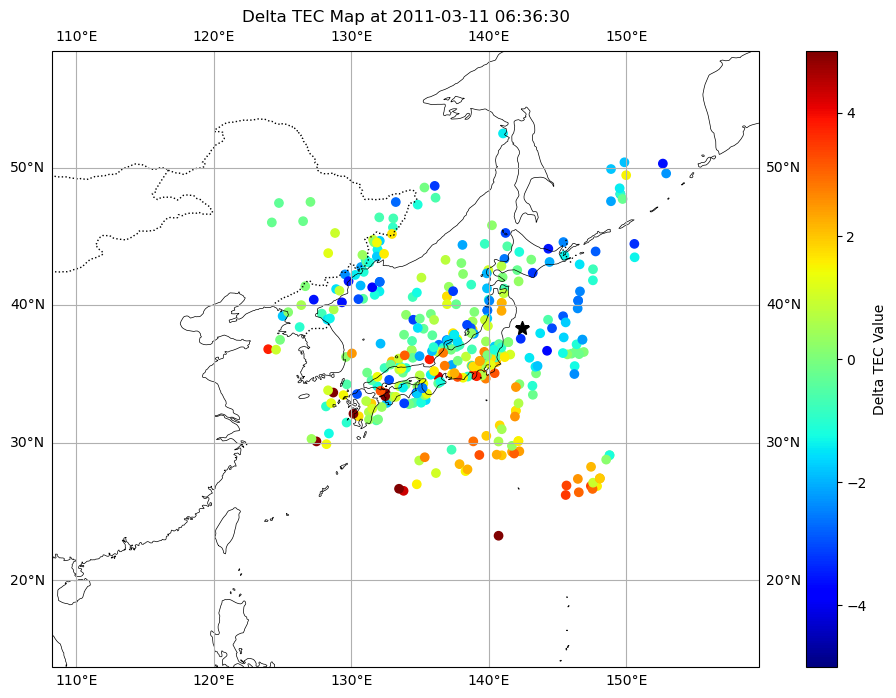 Delta TEC Map at 2011-03-11 06:36:30
110°E 120°E 130°E 140°E 150°E
50°N 50°N
40°N 40°N
30°N 30°N
20°N 20°N
110°E 120°E 130°E 140°E 150°E
4
2
0
−2
−4
Delta TEC Value